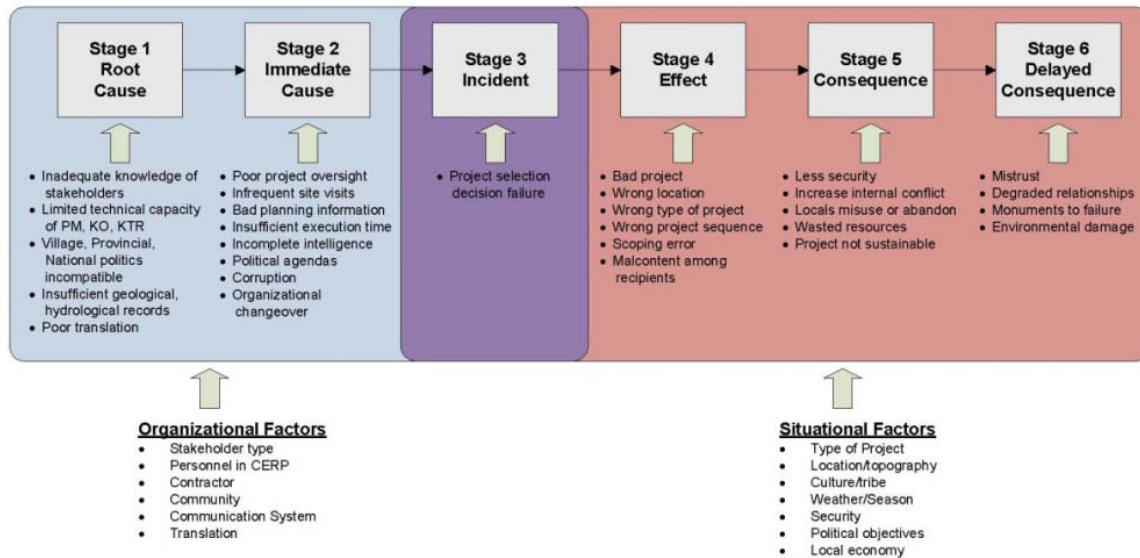 Stage 1
Root
Cause
Stage 2
Immediate
Cause
Stage 3
Incident
Stage 4
Effect
Stage 5
Consequence
Stage 6
Delayed
Consequence
• Inadequate knowledge of
stakeholders
• Limited technical capacity
of PM, KO, KTR
• Village, Provincial,
National politics
incompatible
• Insufficient geological,
hydrological records
• Poor translation
• Poor project oversight
• Infrequent site visits
• Bad planning information
• Insufficient execution time
• Incomplete intelligence
• Political agendas
• Corruption
• Organizational
changeover
• Project selection
decision failure
• Bad project
• Wrong location
• Wrong type of project
• Wrong project sequence
• Scoping error
• Malcontent among
recipients
• Less security
• Increase internal conflict
• Locals misuse or abandon
• Wasted resources
• Project not sustainable
• Mistrust
• Degraded relationships
• Monuments to failure
• Environmental damage
Organizational Factors
• Stakeholder type
• Personnel in CERP
• Contractor
• Community
• Communication System
• Translation
Situational Factors
• Type of Project
• Location/topography
• Culture/tribe
• Weather/Season
• Security
• Political objectives
• Local economy